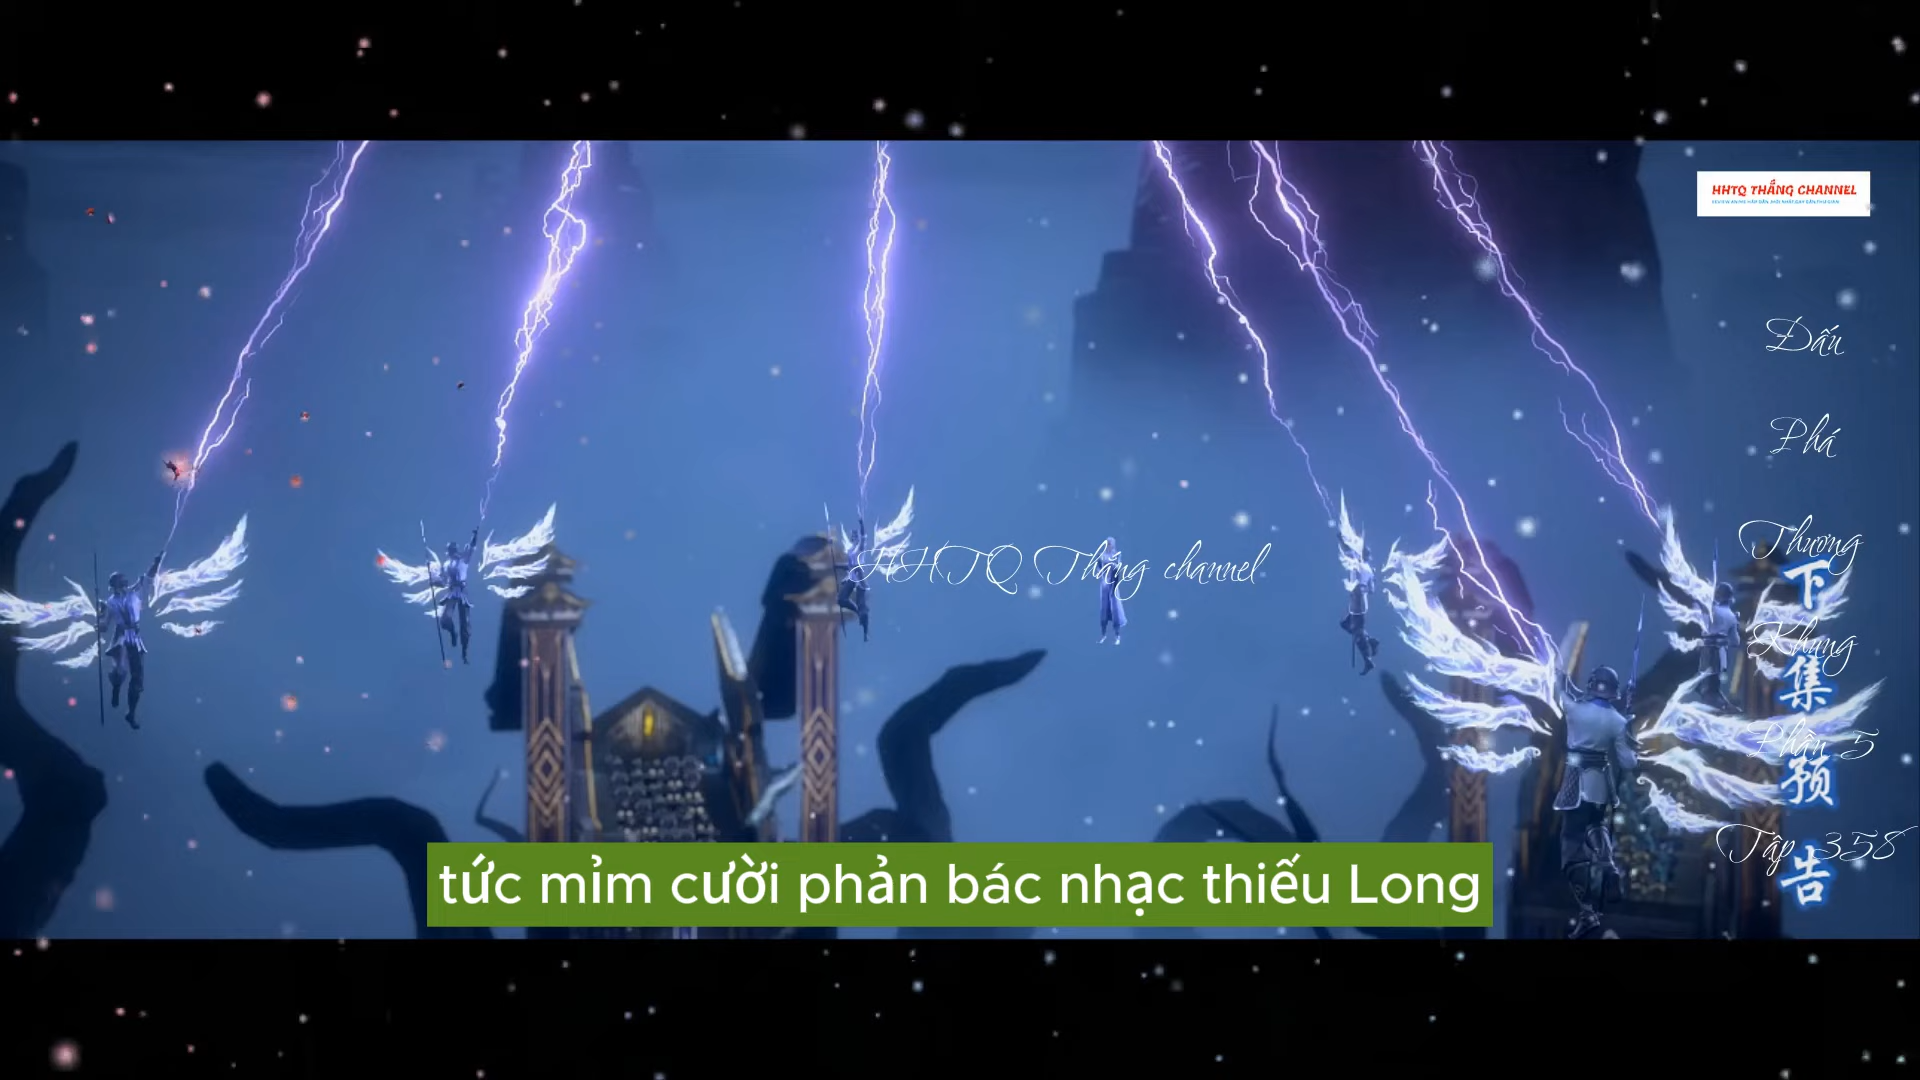 HHTQ THẮNG CHANNEL
Đấu
Phá
Thương
Khung
Phần 5
Tập 358
下集预告
HHTQ Thắng channel
tức mỉm cười phản bác nhạc thiếu Long